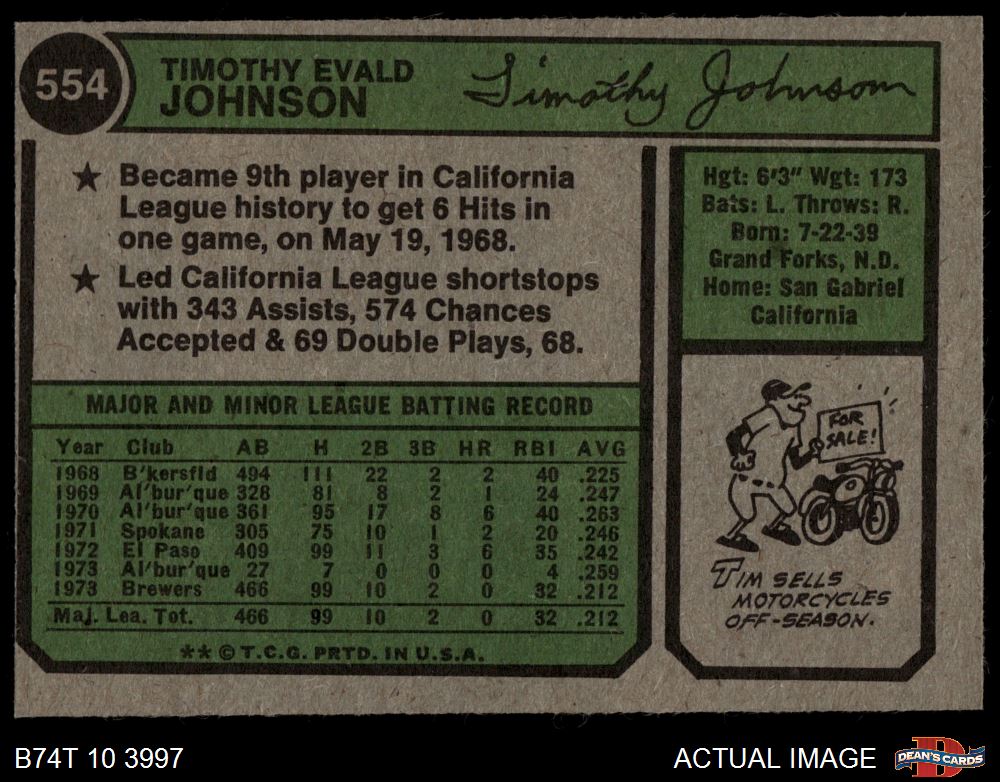 554
TIMOTHY EVALD
JOHNSON
Timothy Johnson
★ Became 9th player in California
League history to get 6 Hits in
one game, on May 19, 1968.
★ Led California League shortstops
with 343 Assists, 574 Chances
Accepted & 69 Double Plays, 68.
Hgt: 6'3" Wgt: 173
Bats: L. Throws: R.
Born: 7-22-39
Grand Forks, N.D.
Home: San Gabriel
California
MAJOR AND MINOR LEAGUE BATTING RECORD
Year Club AB H 2B 3B HR RBI AVG
1968 B'kersfld 494 111 22 2 2 40 .225
1969 Al'bur'que 328 81 8 2 1 24 .247
1970 Al'bur'que 361 95 17 8 6 40 .263
1971 Spokane 305 75 10 1 2 20 .246
1972 El Paso 409 99 11 3 6 35 .242
1973 Al'bur'que 27 7 0 0 0 4 .259
1973 Brewers 466 99 10 2 0 32 .212
Maj. Lea. Tot. 466 99 10 2 0 32 .212
** © T.C.G. PRTD. IN U.S.A.
FOR
SALE!
TIM SELLS
MOTORCYCLES
OFF-SEASON.
B74T 10 3997
ACTUAL IMAGE
D
DEAN'S CARDS